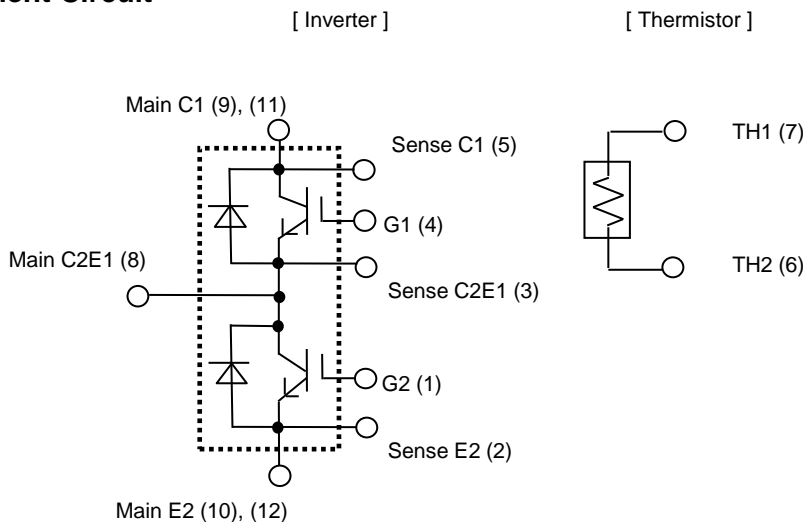 [ Inverter ]
[ Thermistor ]
Main C1 (9), (11)
Sense C1 (5)
TH1 (7)
G1 (4)
Main C2E1 (8)
TH2 (6)
Sense C2E1 (3)
G2 (1)
Sense E2 (2)
Main E2 (10), (12)